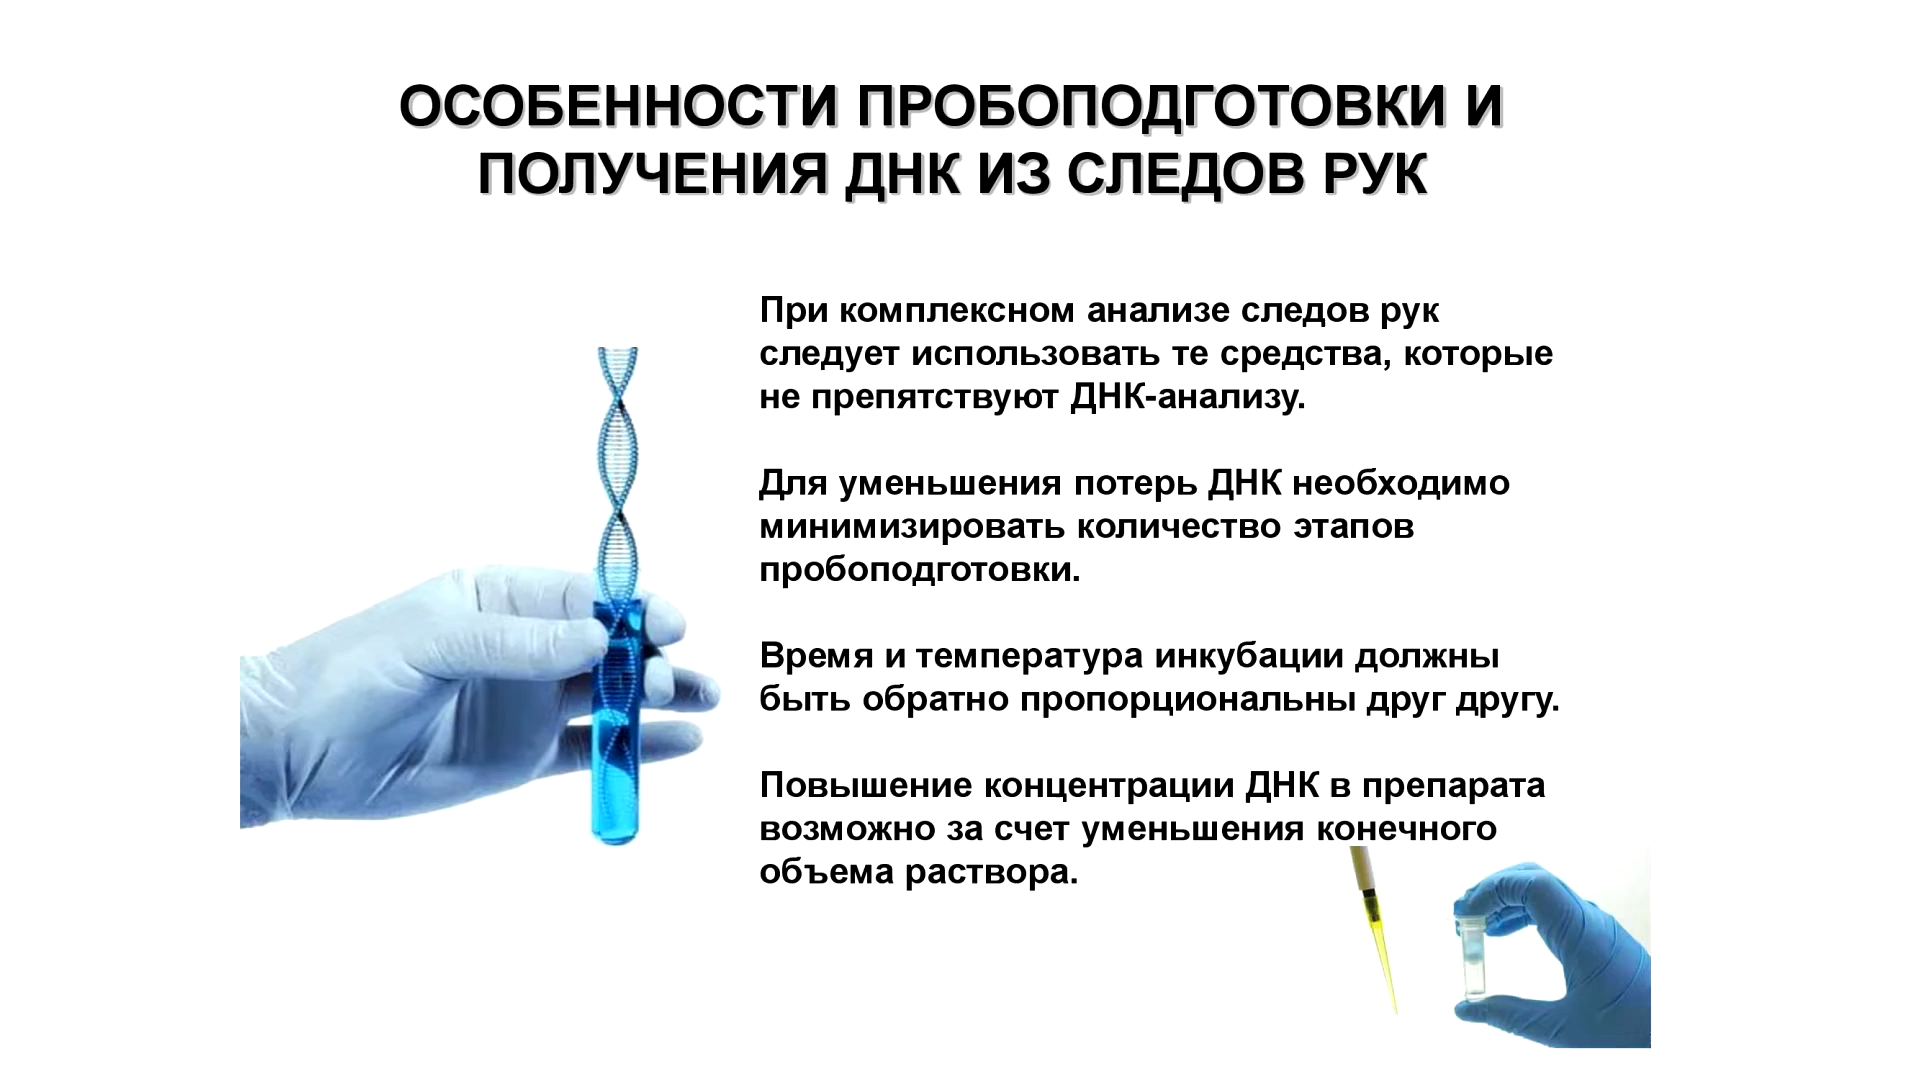 ОСОБЕННОСТИ ПРОБОПОДГОТОВКИ И
ПОЛУЧЕНИЯ ДНК ИЗ СЛЕДОВ РУК
При комплексном анализе следов рук
следует использовать те средства, которые
не препятствуют ДНК-анализу.
Для уменьшения потерь ДНК необходимо
минимизировать количество этапов
пробоподготовки.
Время и температура инкубации должны
быть обратно пропорциональны друг другу.
Повышение концентрации ДНК в препарата
возможно за счет уменьшения конечного
объема раствора.